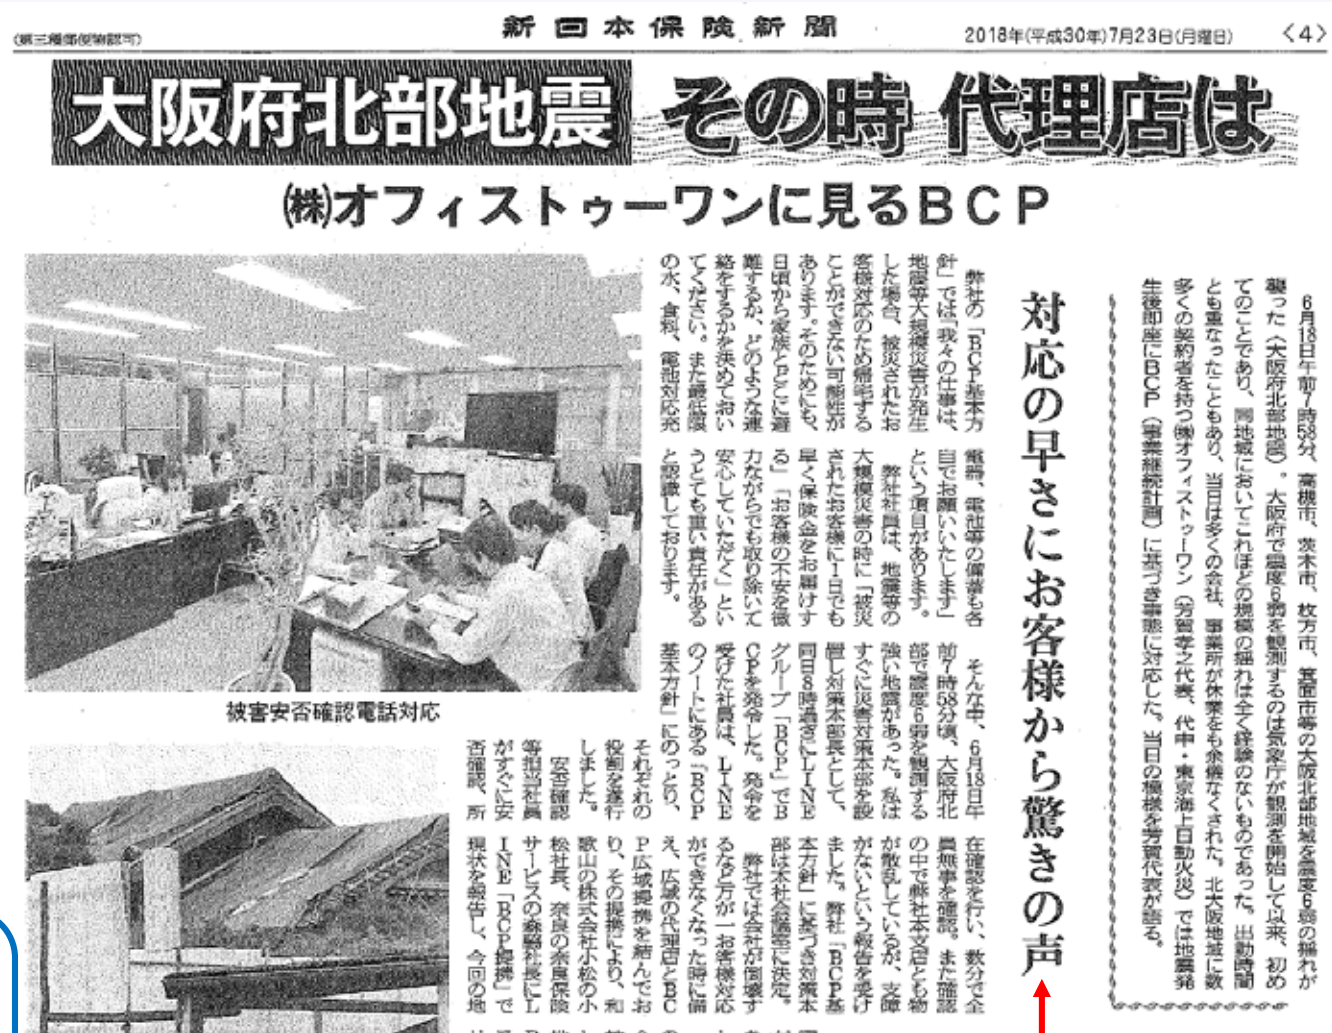 (第三種郵便物認可)
新日本保険新聞
2018年(平成30年)7月23日(月曜日)
〈4〉
大阪府北部地震 その時 代理店は
㈱オフィストゥーワンに見るBCP
6月18日午前7時58分、高槻市、茨木市、枚方市、箕面市等の大阪北部地域を震度6弱の揺れが
襲った（大阪府北部地震）。大阪府で震度6弱を観測するのは気象庁が観測を開始して以来、初め
てのことであり、同地域においてこれほどの規模の揺れは全く経験のないものであった。出勤時間
とも重なったこともあり、当日は多くの会社、事業所が休業をも余儀なくされた。北大阪地域に数
多くの契約者を持つ㈱オフィストゥーワン（芳賀孝之代表、代申・東京海上日動火災）では地震発
生後即座にBCP（事業継続計画）に基づき事態に対応した。当日の模様を芳賀代表が語る。
対応の早さにお客様から驚きの声
弊社の「BCP基本方
針」では「我々の仕事は、
地震等大規模災害が発生
した場合、被災されたお
客様対応のため帰宅する
ことができない可能性が
あります。そのためにも、
日頃から家族とどこに避
難するか、どのような連
絡をするかを決めておい
てください。また最低限
の水、食料、電池対応充
電器、電池等の備蓄も各
自でお願いいたします」
という項目があります。
弊社社員は、地震等の
大規模災害の時に「被災
されたお客様に1日でも
早く保険金をお届けす
る」「お客様の不安を微
力ながらでも取り除いて
安心していただく」とい
うとても重い責任がある
と認識しております。
そんな中、6月18日午
前7時58分頃、大阪府北
部で震度6弱を観測する
強い地震があった。私は
すぐに災害対策本部を設
置し対策本部長として、
同日8時過ぎにLINE
グループ「BCP」でB
CPを発令した。発令を
受けた社員は、LINE
のノートにある「BCP
基本方針」にのっとり、
それぞれの
役割を遂行
しました。
安否確認
等担当社員
がすぐに安
否確認、所
在確認を行い、数分で全
員無事を確認。また確認
の中で弊社本支店とも物
が散乱しているが、支障
がないという報告を受け
ました。弊社「BCP基
本方針」に基づき対策本
部は本社会議室に決定。
弊社では会社が倒壊す
るなど万が一お客様対応
ができなくなった時に備
え、広域の代理店とBC
P広域提携を結んでお
り、その提携により、和
歌山の株式会社小松の小
松社長、奈良の奈良保険
サービスの森脇社長にL
INE「BCP提携」で
現状を報告し、今回の地
被害安否確認電話対応